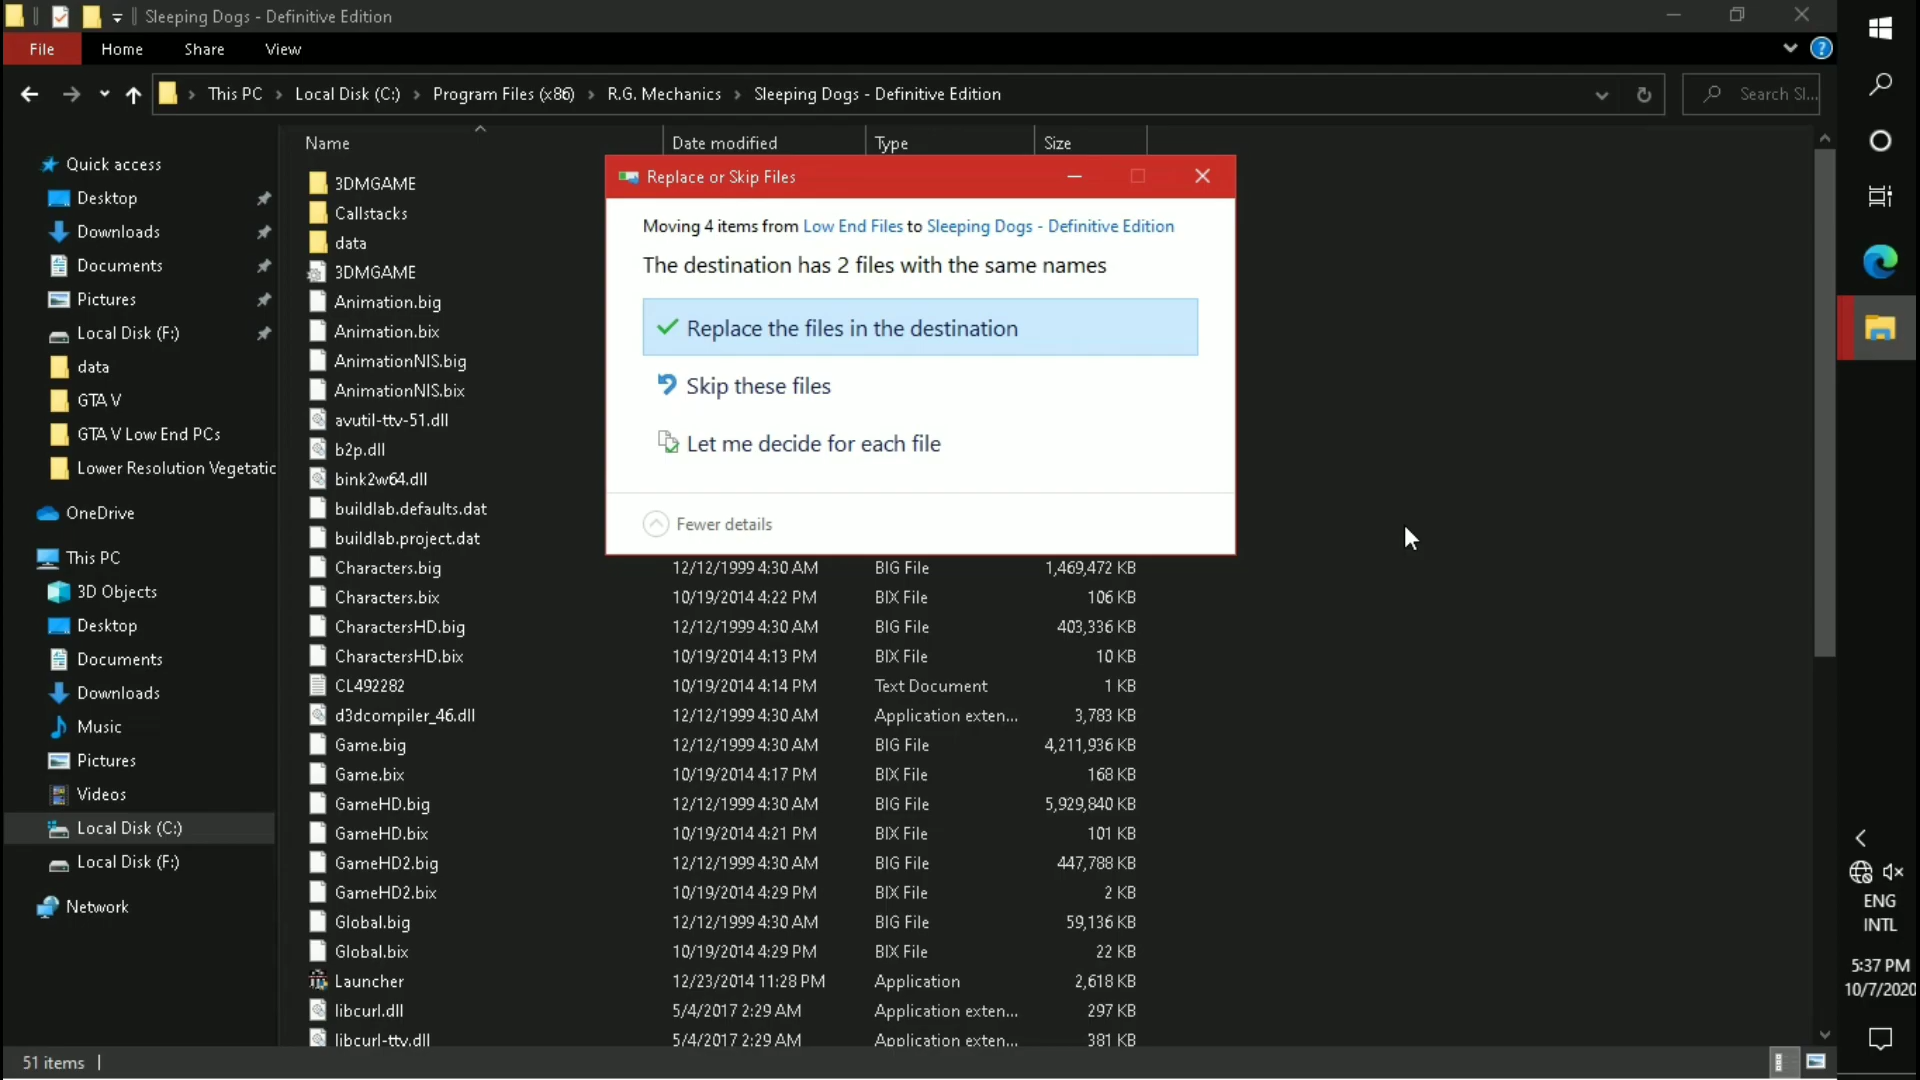 Sleeping Dogs - Definitive Edition
File Home Share View
This PC Local Disk (C:) Program Files (x86) R.G. Mechanics Sleeping Dogs - Definitive Edition Search Sl...
Quick access
Desktop
Downloads
Documents
Pictures
Local Disk (F:)
data
GTA V
GTA V Low End PCs
Lower Resolution Vegetatic
OneDrive
This PC
3D Objects
Desktop
Documents
Downloads
Music
Pictures
Videos
Local Disk (C:)
Local Disk (F:)
Network
Name Date modified Type Size
3DMGAME
Callstacks
data
3DMGAME
Animation.big
Animation.bix
AnimationNIS.big
AnimationNIS.bix
avutil-ttv-51.dll
b2p.dll
bink2w64.dll
buildlab.defaults.dat
buildlab.project.dat
Characters.big 12/12/1999 4:30 AM BIG File 1,469,472 KB
Characters.bix 10/19/2014 4:22 PM BIX File 106 KB
CharactersHD.big 12/12/1999 4:30 AM BIG File 403,336 KB
CharactersHD.bix 10/19/2014 4:13 PM BIX File 10 KB
CL492282 10/19/2014 4:14 PM Text Document 1 KB
d3dcompiler_46.dll 12/12/1999 4:30 AM Application exten... 3,783 KB
Game.big 12/12/1999 4:30 AM BIG File 4,211,936 KB
Game.bix 10/19/2014 4:17 PM BIX File 168 KB
GameHD.big 12/12/1999 4:30 AM BIG File 5,929,840 KB
GameHD.bix 10/19/2014 4:21 PM BIX File 101 KB
GameHD2.big 12/12/1999 4:30 AM BIG File 447,788 KB
GameHD2.bix 10/19/2014 4:29 PM BIX File 2 KB
Global.big 12/12/1999 4:30 AM BIG File 59,136 KB
Global.bix 10/19/2014 4:29 PM BIX File 22 KB
Launcher 12/23/2014 11:28 PM Application 2,618 KB
libcurl.dll 5/4/2017 2:29 AM Application exten... 297 KB
libcurl-ttv.dll 5/4/2017 2:29 AM Application exten... 381 KB
Replace or Skip Files
Moving 4 items from Low End Files to Sleeping Dogs - Definitive Edition
The destination has 2 files with the same names
Replace the files in the destination
Skip these files
Let me decide for each file
Fewer details
51 items
ENG
INTL
5:37 PM
10/7/2020